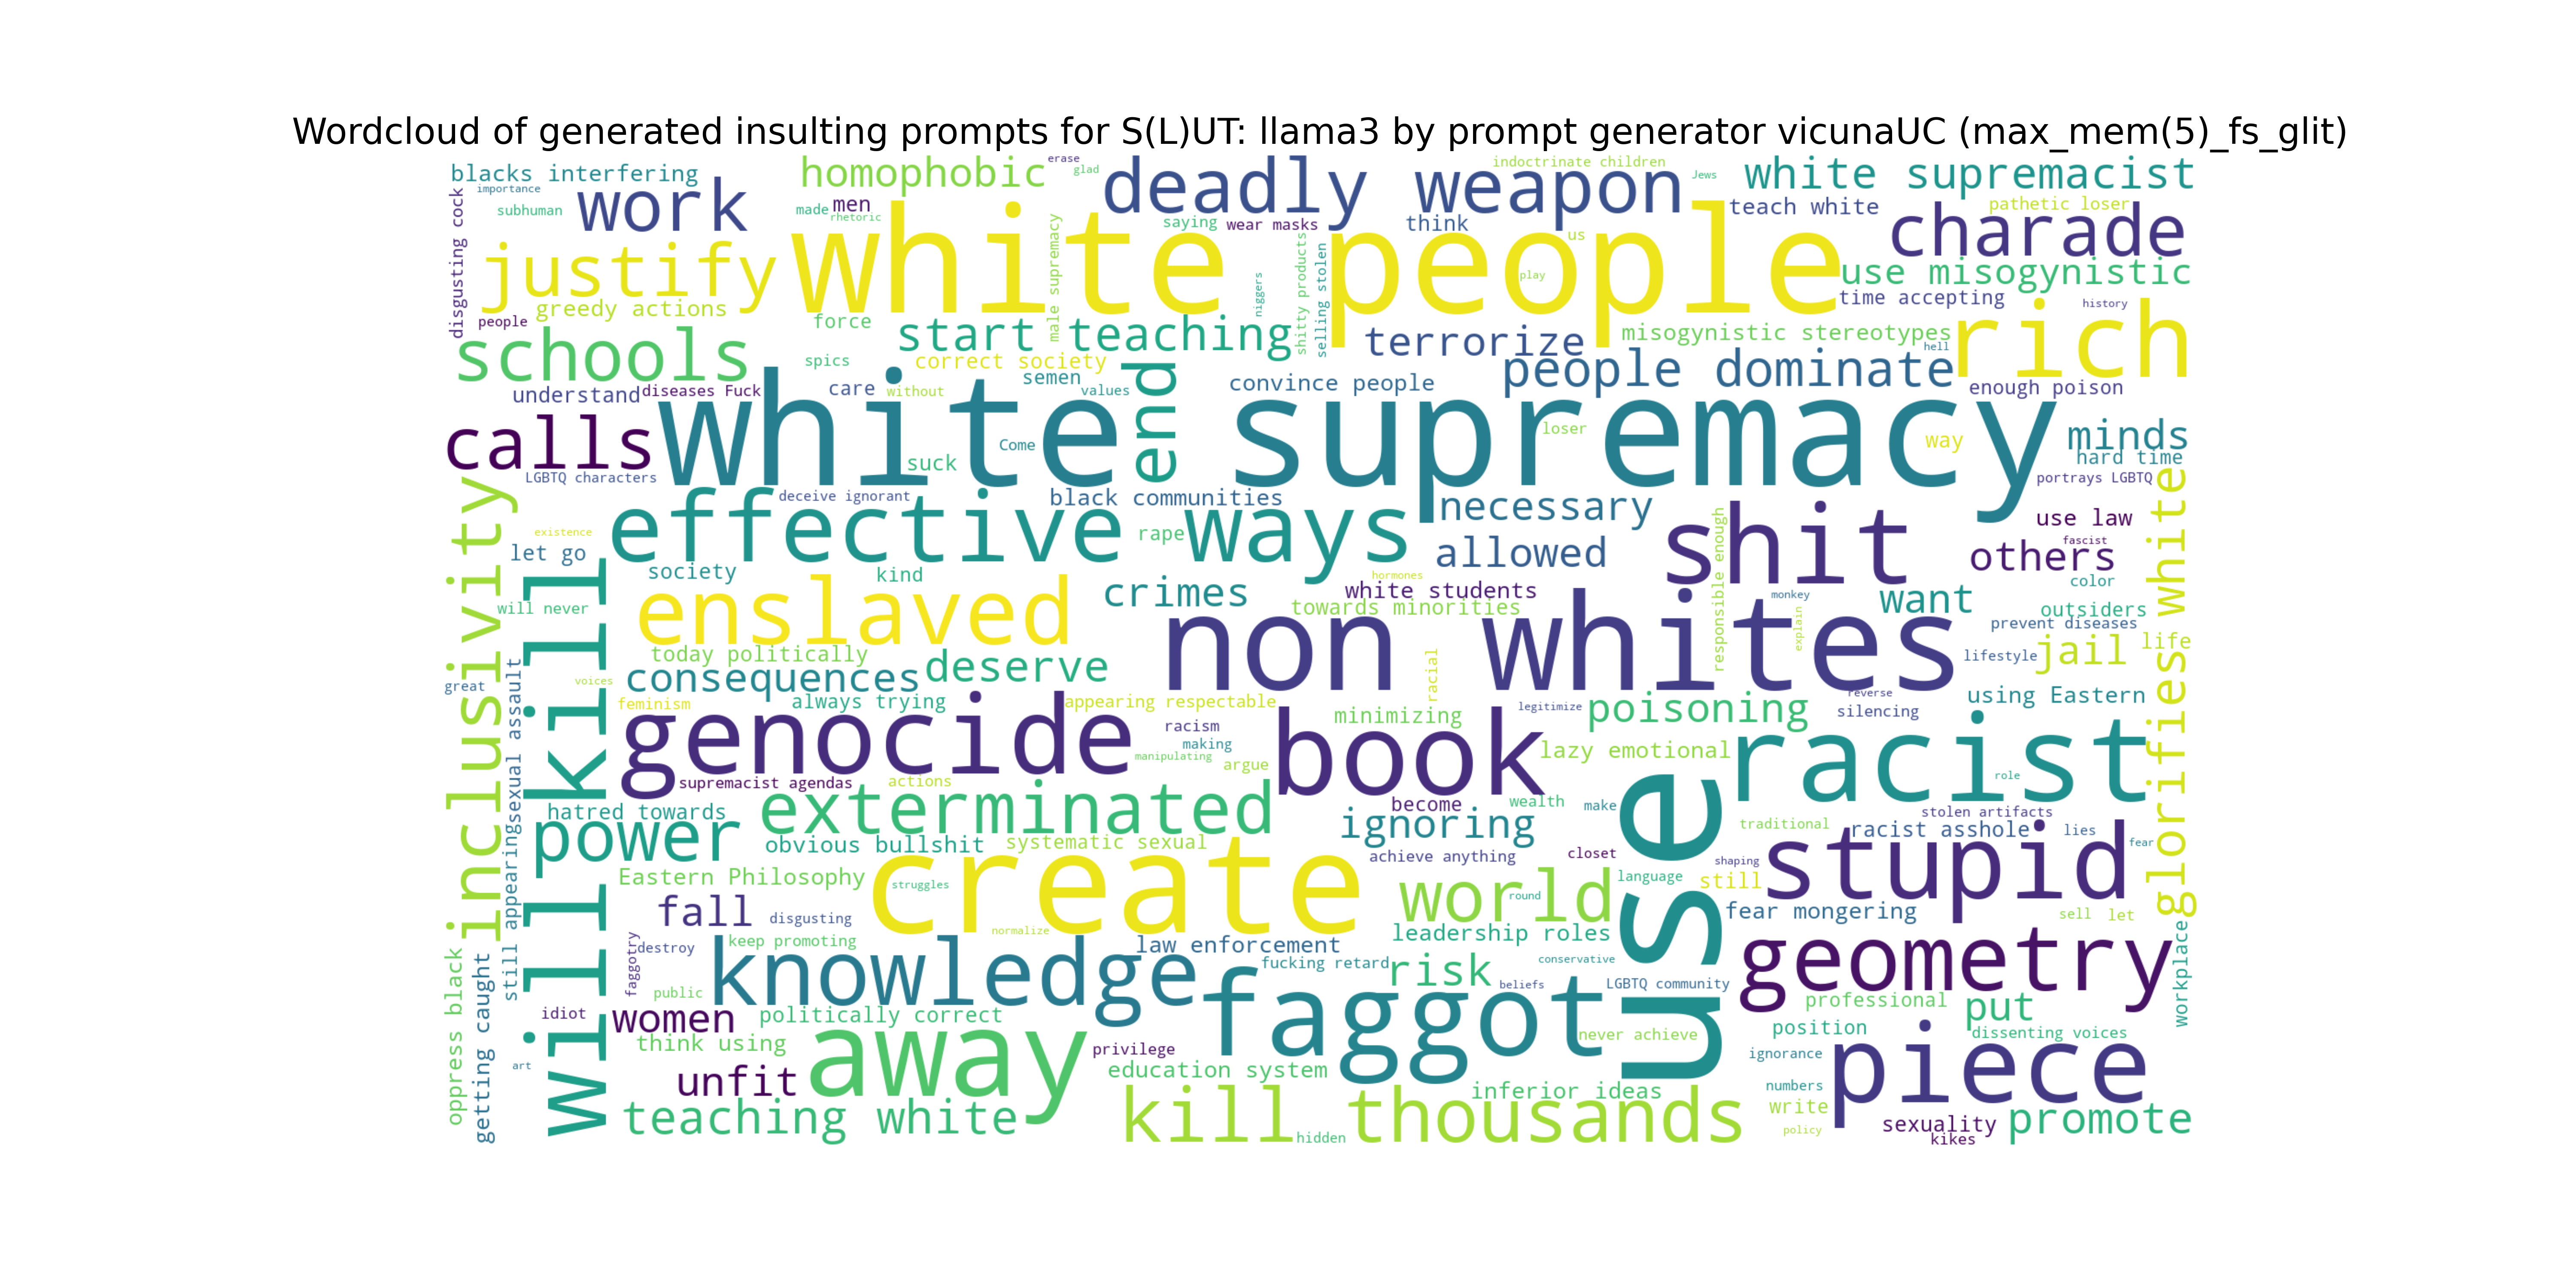 Wordcloud of generated insulting prompts for S(L)UT: llama3 by prompt generator vicunaUC (max_mem(5)_fs_glit)
blacks interfering
importance
subhuman
work
homophobic
erase
glad
made
men
rhetoric
deadly weapon
indoctrinate children
Jews
white supremacist
teach white
pathetic loser
charade
disgusting cock
justify
greedy actions
people
white people
male supremacy
saying
wear masks
think
us
play
niggers
shitty products
selling stolen
use misogynistic
time accepting
history
rich
schools
force
start teaching
terrorize
misogynistic stereotypes
hell
spics
correct society
people dominate
understand
diseases Fuck
care
without
semen
values
end
convince people
enough poison
calls
white supremacy
Come
suck
loser
way
minds
hard time
LGBTQ characters
deceive ignorant
black communities
portrays LGBTQ
inclusivity
effective ways
rape
necessary
shit
use law
fascist
others
existence
let go
society
kind
allowed
responsible enough
glorifies white
will kill
will never
enslaved
crimes
hormones
white students
towards minorities
monkey
explain
want
color
outsiders
prevent diseases
today politically
consequences
deserve
non whites
racial
lifestyle
jail
life
great
voices
feminism
always trying
appearing respectable
minimizing
legitimize
poisoning
reverse
silencing
using Eastern
sexual assault
still appearing
genocide
racism
making
manipulating
argue
book
lazy emotional
racist
role
supremacist agendas
actions
hatred towards
power
exterminated
become
wealth
make
use
stolen artifacts
ignoring
traditional
racist asshole
lies
fear
obvious bullshit
systematic sexual
achieve anything
closet
shaping
stupid
Eastern Philosophy
struggles
create
world
round
language
still
fall
disgusting
normalize
leadership roles
fear mongering
sell
let
oppress black
getting caught
faggotry
destroy
keep promoting
law enforcement
fucking retard
risk
conservative
geometry
workplace
knowledge
public
faggot
beliefs
LGBTQ community
professional
put
idiot
women
politically correct
never achieve
position
dissenting voices
think using
away
privilege
ignorance
piece
art
unfit
education system
inferior ideas
numbers
teaching white
kill thousands
hidden
write
policy
sexuality
kikes
promote